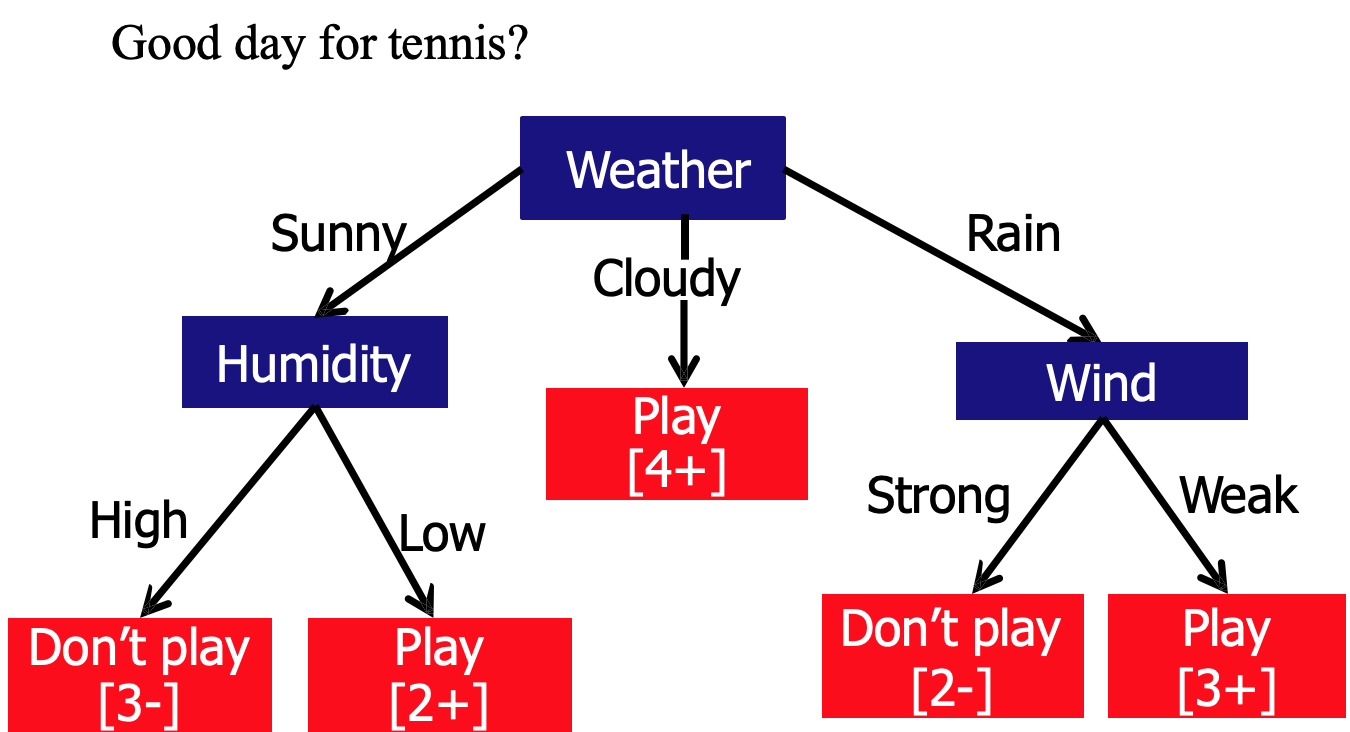 Good day for tennis?
Weather
Sunny
Cloudy
Rain
Humidity
Wind
Play
[4+]
High
Low
Strong
Weak
Don’t play
[3-]
Play
[2+]
Don’t play
[2-]
Play
[3+]